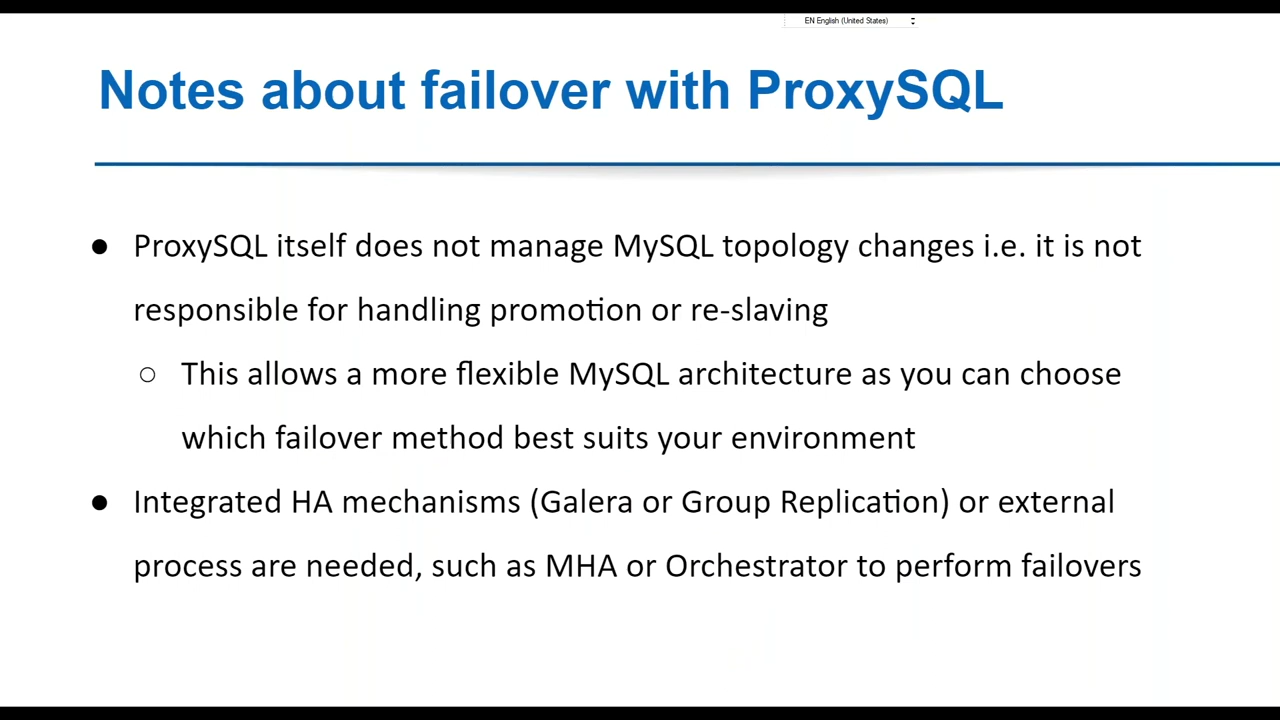 EN English (United States)
Notes about failover with ProxySQL
● ProxySQL itself does not manage MySQL topology changes i.e. it is not
responsible for handling promotion or re-slaving
○ This allows a more flexible MySQL architecture as you can choose
which failover method best suits your environment
● Integrated HA mechanisms (Galera or Group Replication) or external
process are needed, such as MHA or Orchestrator to perform failovers